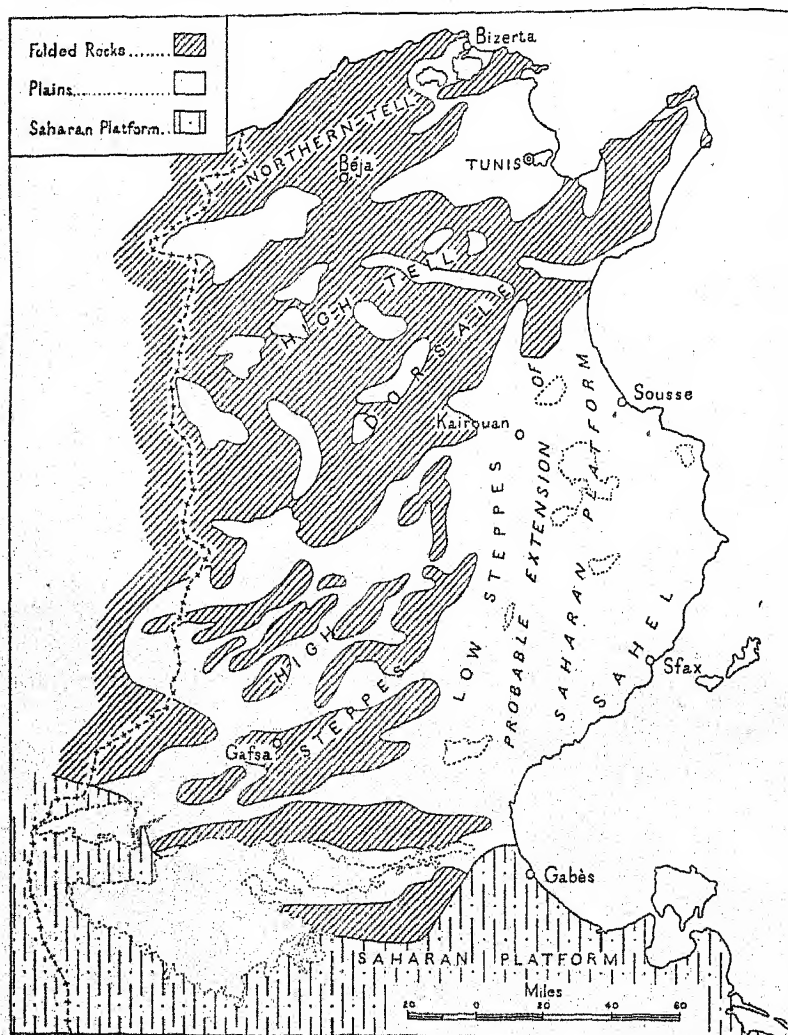 Folded Rocks.......
Plains....................
Saharan Platform..
Bizerta
NORTHERN TELL
Béja
TUNIS
HIGH TELL
DORSALE
Sousse
Kairouan
LOW STEPPES
PROBABLE EXTENSION OF
SAHARAN PLATFORM
SAHEL
Sfax
HIGH STEPPES
Gafsa
Gabès
SAHARAN PLATFORM
Miles
20 0 20 40 60